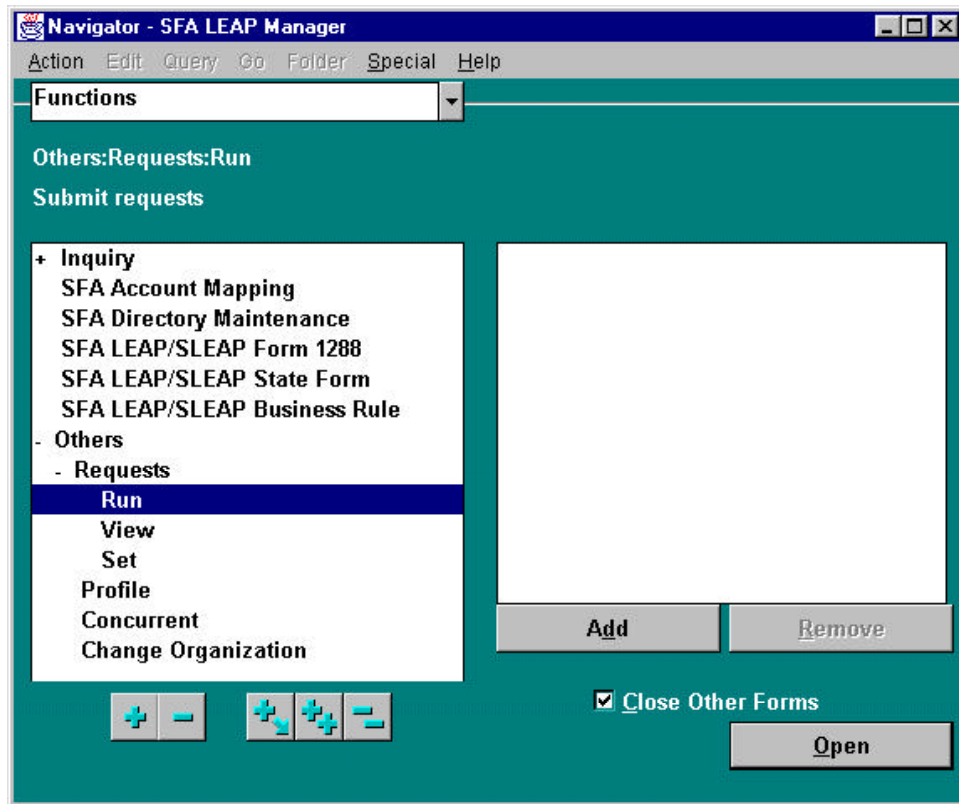 Navigator - SFA LEAP Manager
Action Edit Query Go Folder Special Help
Functions
Others:Requests:Run
Submit requests
+ Inquiry
SFA Account Mapping
SFA Directory Maintenance
SFA LEAP/SLEAP Form 1288
SFA LEAP/SLEAP State Form
SFA LEAP/SLEAP Business Rule
- Others
- Requests
Run
View
Set
Profile
Concurrent
Change Organization
Add Remove
Close Other Forms
Open